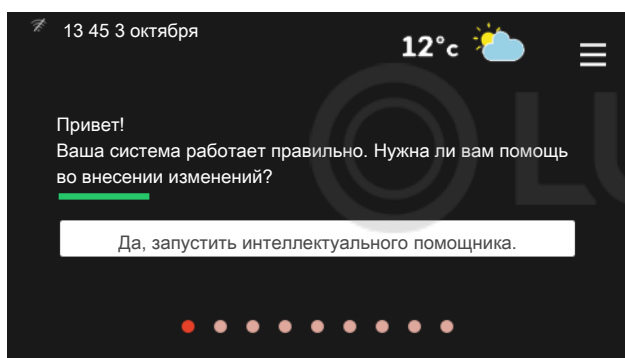 13 45 3 октября
12°c
Привет!
Ваша система работает правильно. Нужна ли вам помощь
во внесении изменений?
Да, запустить интеллектуального помощника.
LU